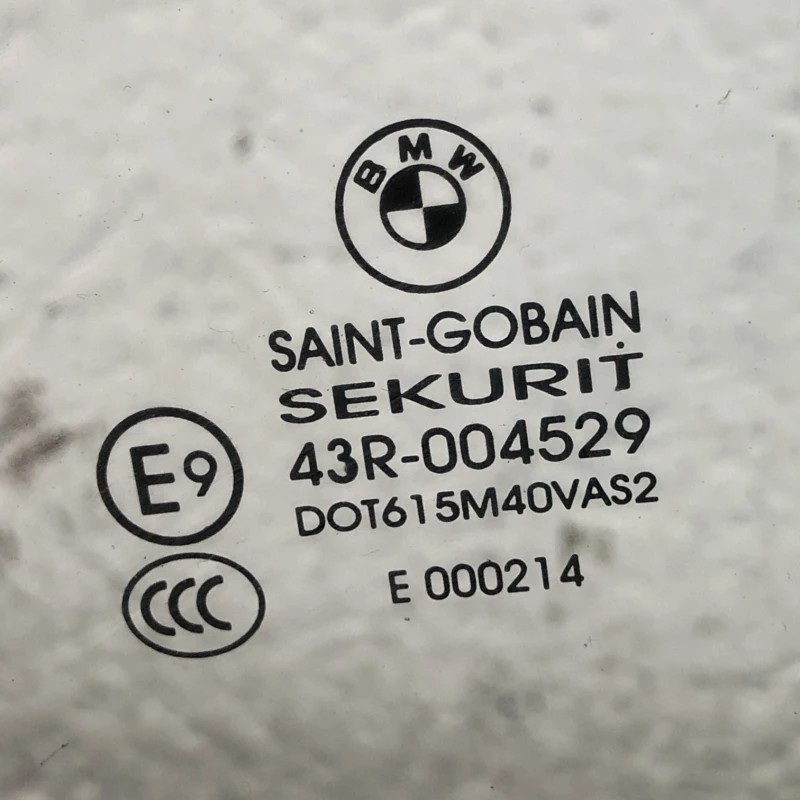 BMW
SAINT-GOBAIN
SEKURIT
43R-004529
DOT615M40VAS2
E 000214
E9
CCC